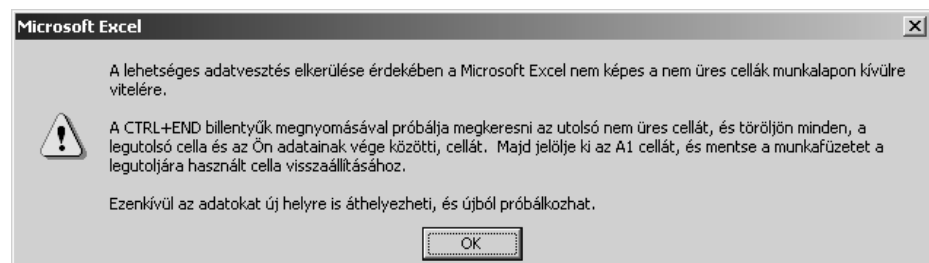 Microsoft Excel
A lehetséges adatvesztés elkerülése érdekében a Microsoft Excel nem képes a nem üres cellák munkalapon kívülre
vitelére.
A CTRL+END billentyűk megnyomásával próbálja megkeresni az utolsó nem üres cellát, és töröljön minden, a
legutolsó cella és az Ön adatainak vége közötti, cellát. Majd jelölje ki az A1 cellát, és mentse a munkafüzetet a
legutoljára használt cella visszaállításához.
Ezenkívül az adatokat új helyre is áthelyezheti, és újból próbálkozhat.
OK